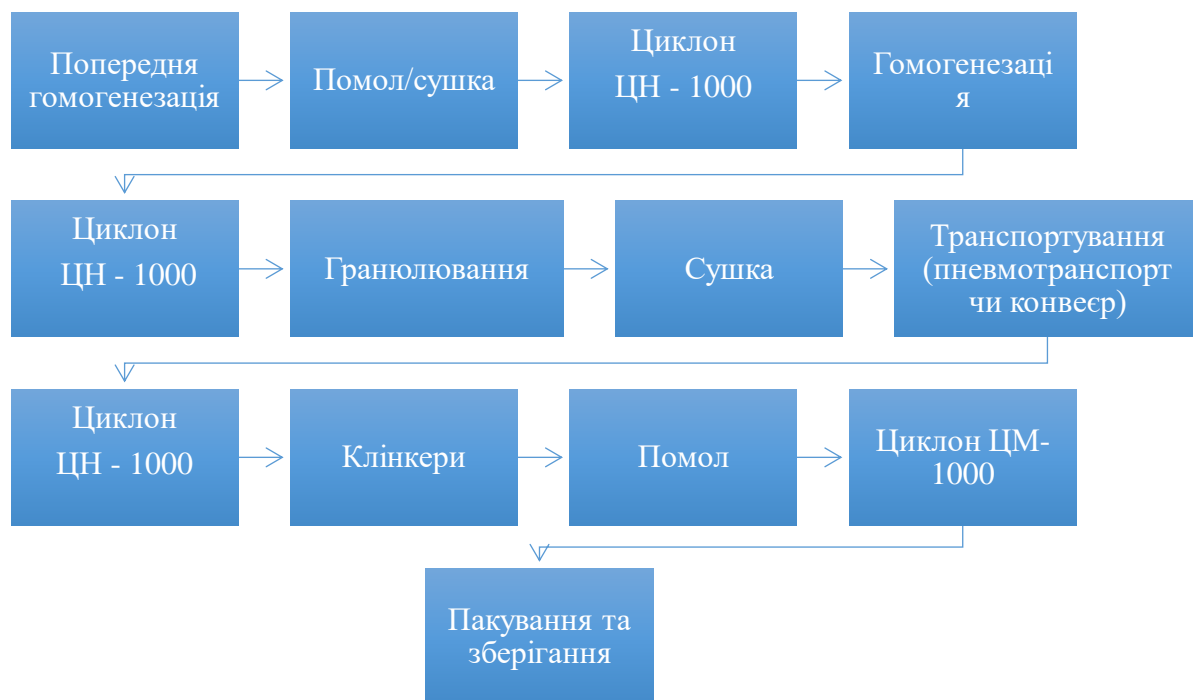 Попередня
гомогенезація
Помол/сушка
Циклон
ЦН - 1000
Гомогенезаці
я
Циклон
ЦН - 1000
Гранулювання
Сушка
Транспортування
(пневмотранспорт
чи конвеєр)
Циклон
ЦН - 1000
Клінкери
Помол
Циклон ЦМ-
1000
Пакування та
зберігання